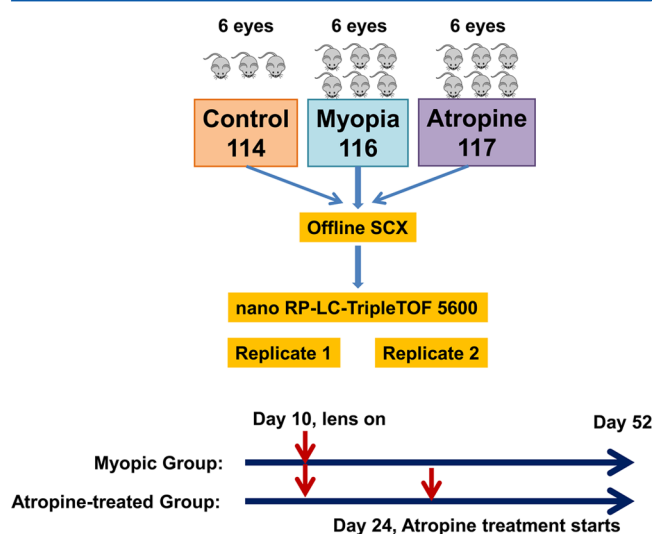 6 eyes
6 eyes
6 eyes
Control
114
Myopia
116
Atropine
117
Offline SCX
nano RP-LC-TripleTOF 5600
Replicate 1
Replicate 2
Day 10, lens on
Day 52
Myopic Group:
Atropine-treated Group:
Day 24, Atropine treatment starts